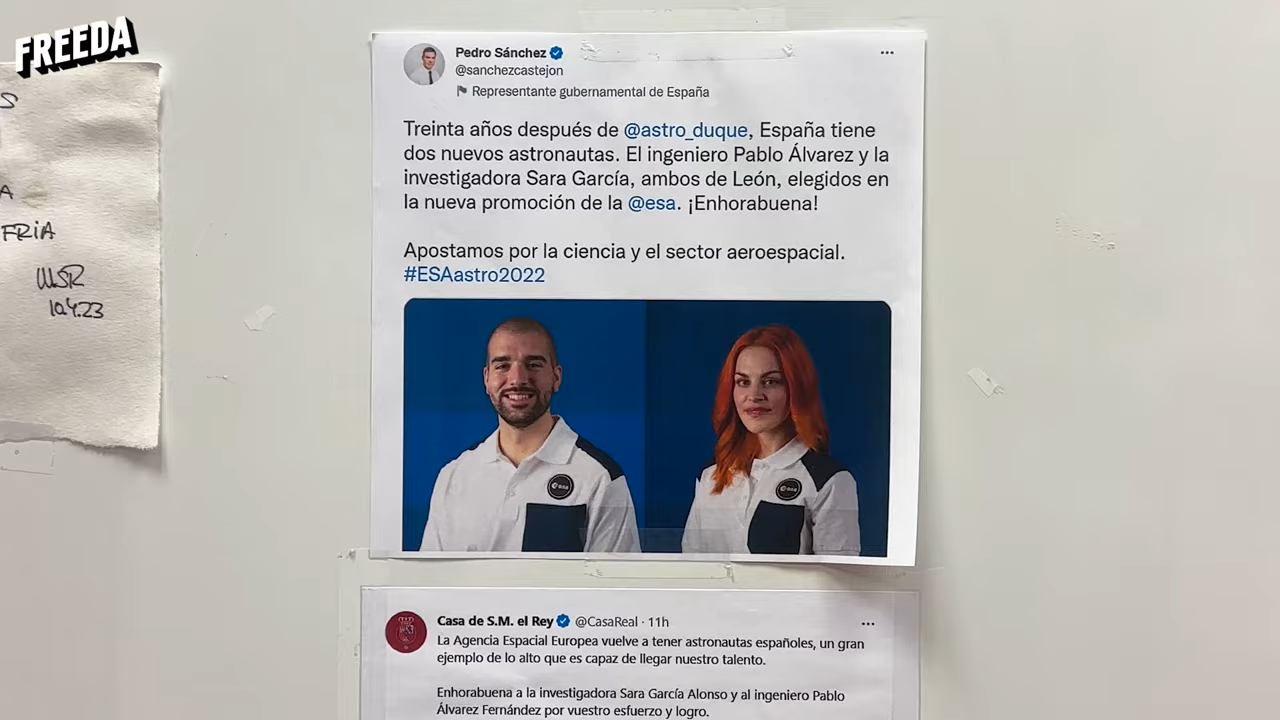 FREEDA
S
A
FRiA
10.4.23
Pedro Sánchez
@sanchezcastejon
Representante gubernamental de España
Treinta años después de @astro_duque, España tiene
dos nuevos astronautas. El ingeniero Pablo Álvarez y la
investigadora Sara García, ambos de León, elegidos en
la nueva promoción de la @esa. ¡Enhorabuena!
Apostamos por la ciencia y el sector aeroespacial.
#ESAastro2022
esa
esa
Casa de S.M. el Rey @CasaReal · 11h
La Agencia Espacial Europea vuelve a tener astronautas españoles, un gran
ejemplo de lo alto que es capaz de llegar nuestro talento.
Enhorabuena a la investigadora Sara García Alonso y al ingeniero Pablo
Álvarez Fernández por vuestro esfuerzo y logro.